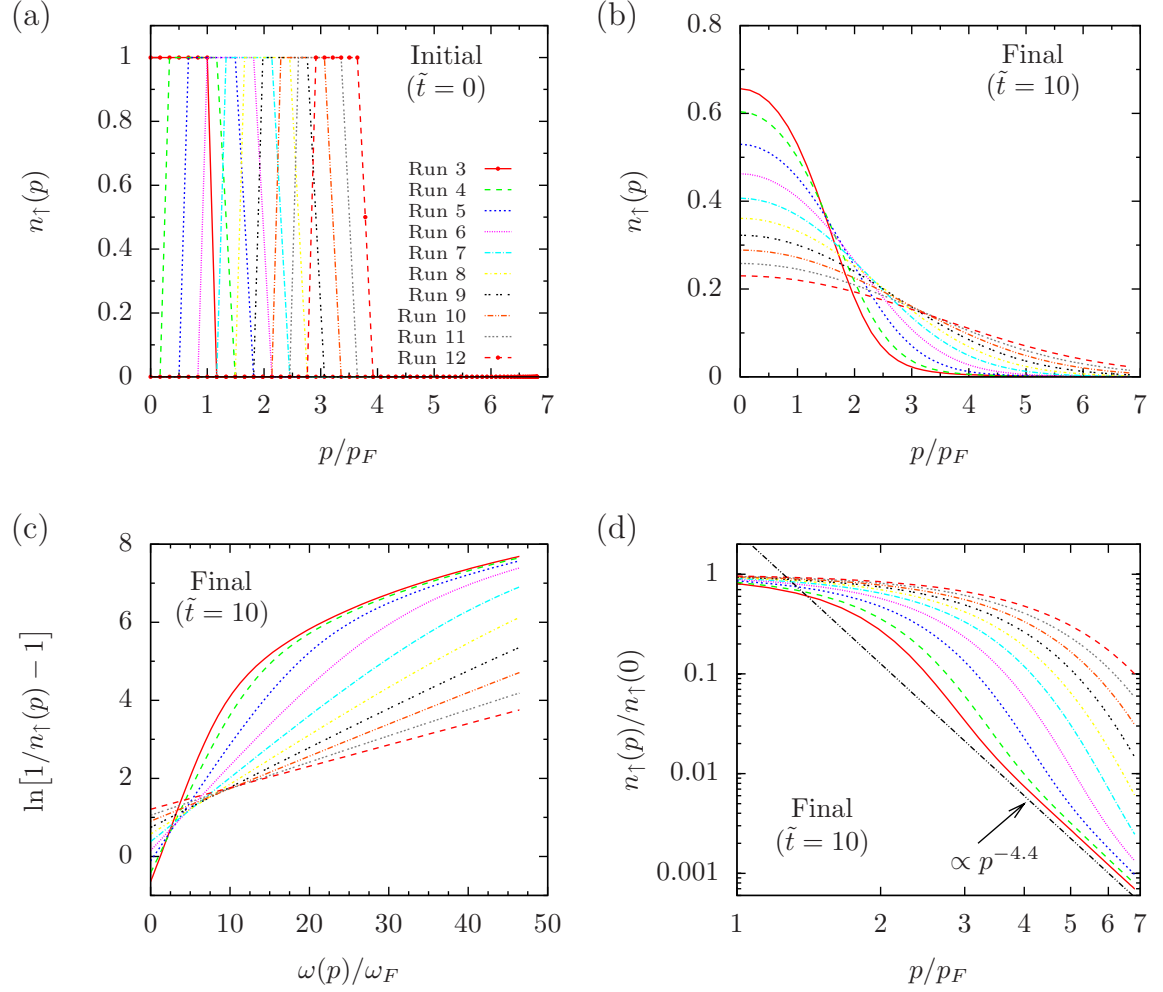 (a)
n↑(p)
1
0.8
0.6
0.4
0.2
0
Initial
(t̃ = 0)
Run 3
Run 4
Run 5
Run 6
Run 7
Run 8
Run 9
Run 10
Run 11
Run 12
0 1 2 3 4 5 6 7
p/p_F
(b)
n↑(p)
0.8
0.6
0.4
0.2
0
Final
(t̃ = 10)
0 1 2 3 4 5 6 7
p/p_F
(c)
ln[1/n↑(p) − 1]
8
6
4
2
0
Final
(t̃ = 10)
0 10 20 30 40 50
ω(p)/ω_F
(d)
n↑(p)/n↑(0)
1
0.1
0.01
0.001
Final
(t̃ = 10)
∝ p^−4.4
1 2 3 4 5 6 7
p/p_F